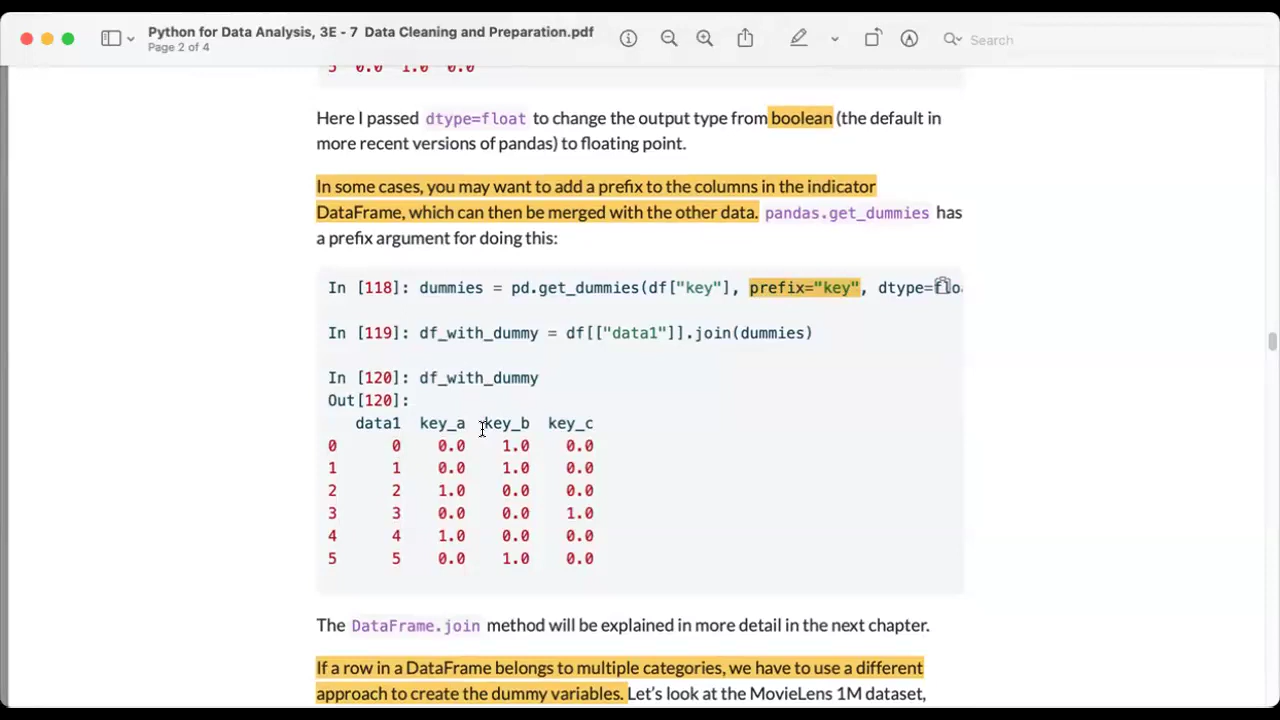 Python for Data Analysis, 3E - 7 Data Cleaning and Preparation.pdf
Page 2 of 4
Search
5 0.0 1.0 0.0
Here I passed dtype=float to change the output type from boolean (the default in
more recent versions of pandas) to floating point.
In some cases, you may want to add a prefix to the columns in the indicator
DataFrame, which can then be merged with the other data. pandas.get_dummies has
a prefix argument for doing this:
In [118]: dummies = pd.get_dummies(df["key"], prefix="key", dtype=floa
In [119]: df_with_dummy = df[["data1"]].join(dummies)
In [120]: df_with_dummy
Out[120]:
data1 key_a key_b key_c
0 0 0.0 1.0 0.0
1 1 0.0 1.0 0.0
2 2 1.0 0.0 0.0
3 3 0.0 0.0 1.0
4 4 1.0 0.0 0.0
5 5 0.0 1.0 0.0
The DataFrame.join method will be explained in more detail in the next chapter.
If a row in a DataFrame belongs to multiple categories, we have to use a different
approach to create the dummy variables. Let's look at the MovieLens 1M dataset,